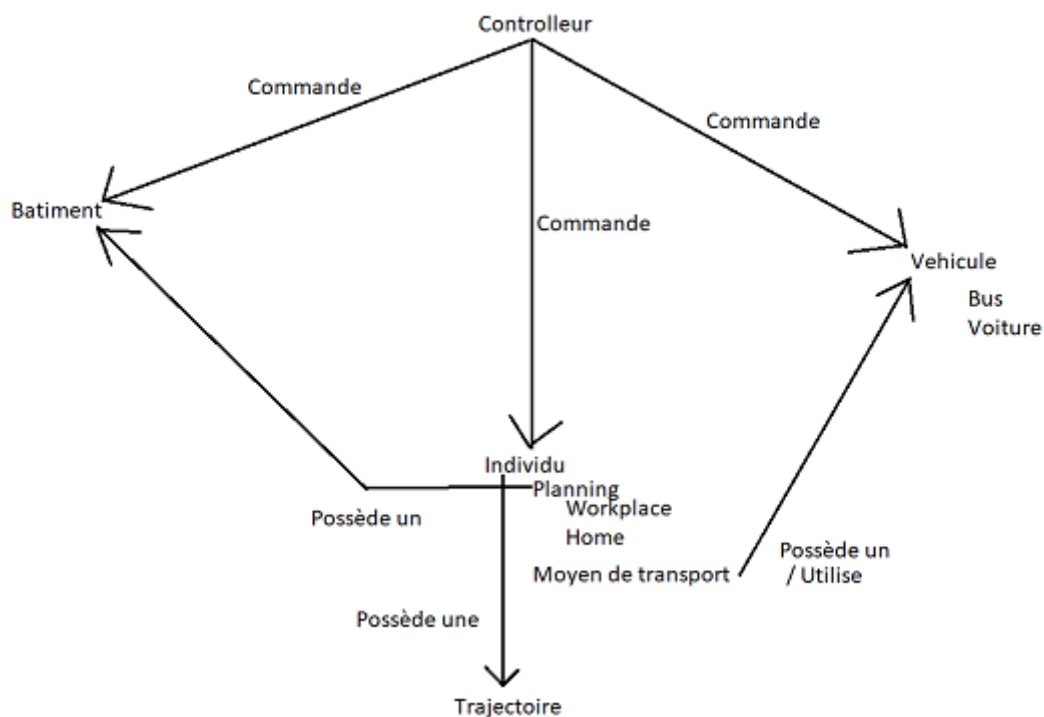 Controlleur
Commande
Commande
Batiment
Commande
Vehicule
Bus
Voiture
Individu
Planning
Workplace
Possède un
Home
Possède un
Moyen de transport
/ Utilise
Possède une
Trajectoire